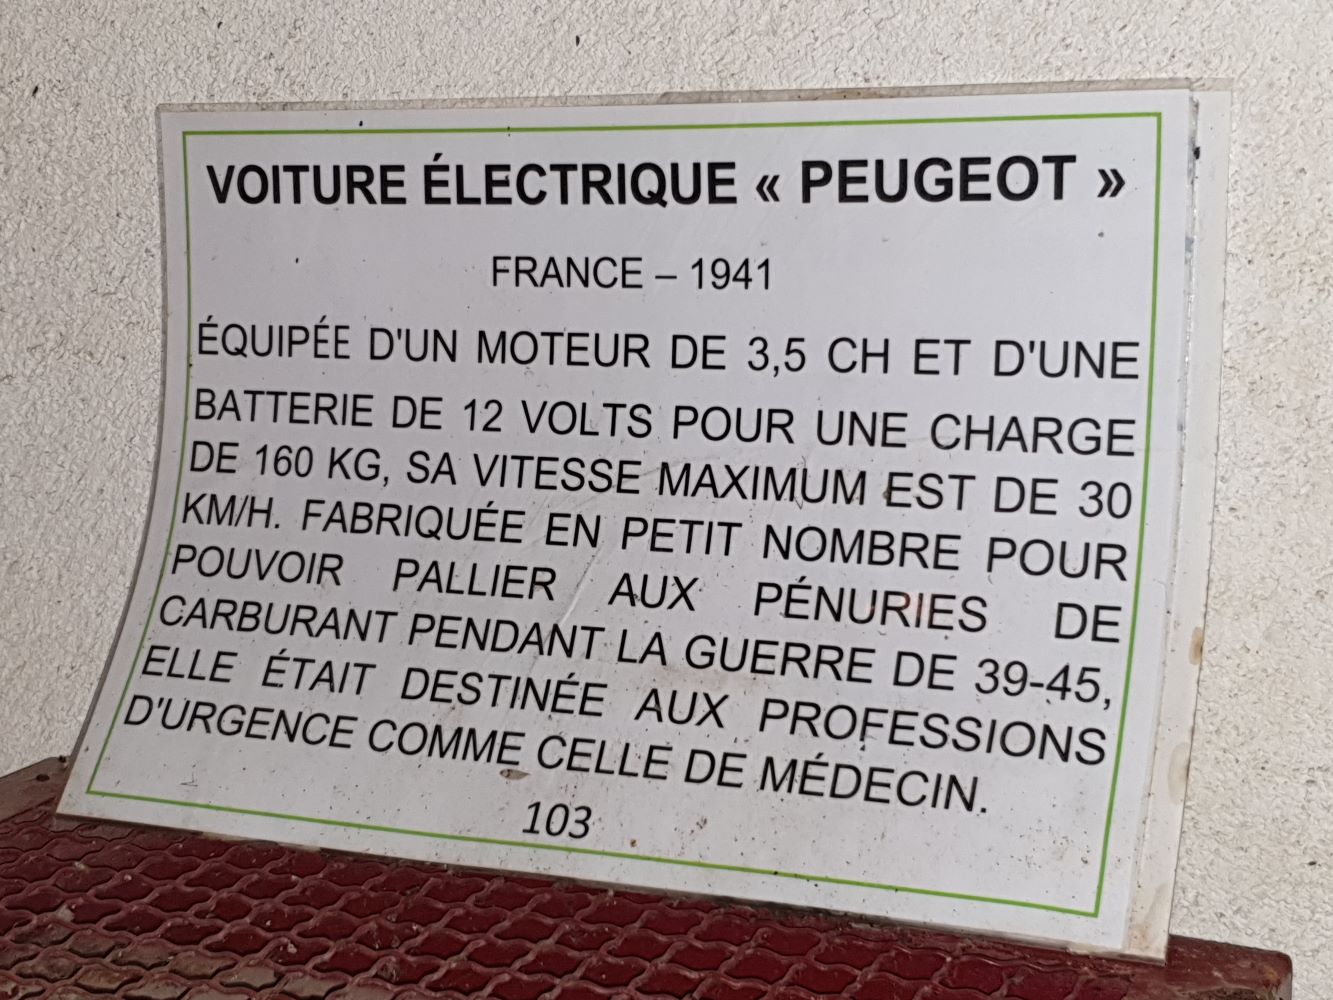 VOITURE ÉLECTRIQUE « PEUGEOT »
FRANCE – 1941
ÉQUIPÉE D'UN MOTEUR DE 3,5 CH ET D'UNE
BATTERIE DE 12 VOLTS POUR UNE CHARGE
DE 160 KG, SA VITESSE MAXIMUM EST DE 30
KM/H. FABRIQUÉE EN PETIT NOMBRE POUR
POUVOIR PALLIER AUX PÉNURIES DE
CARBURANT PENDANT LA GUERRE DE 39-45,
ELLE ÉTAIT DESTINÉE AUX PROFESSIONS
D'URGENCE COMME CELLE DE MÉDECIN.
103